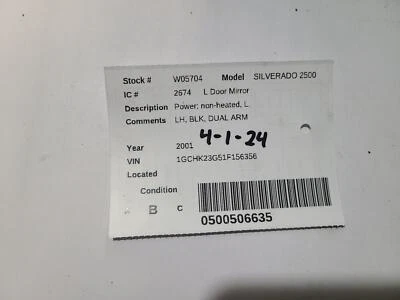 Stock # W05704 Model SILVERADO 2500
IC # 2674 L Door Mirror
Description Power; non-heated, L.
Comments LH, BLK, DUAL ARM
4-1-24
Year 2001
VIN 1GCHK23G51F156356
Located
Condition
B C
0500506635